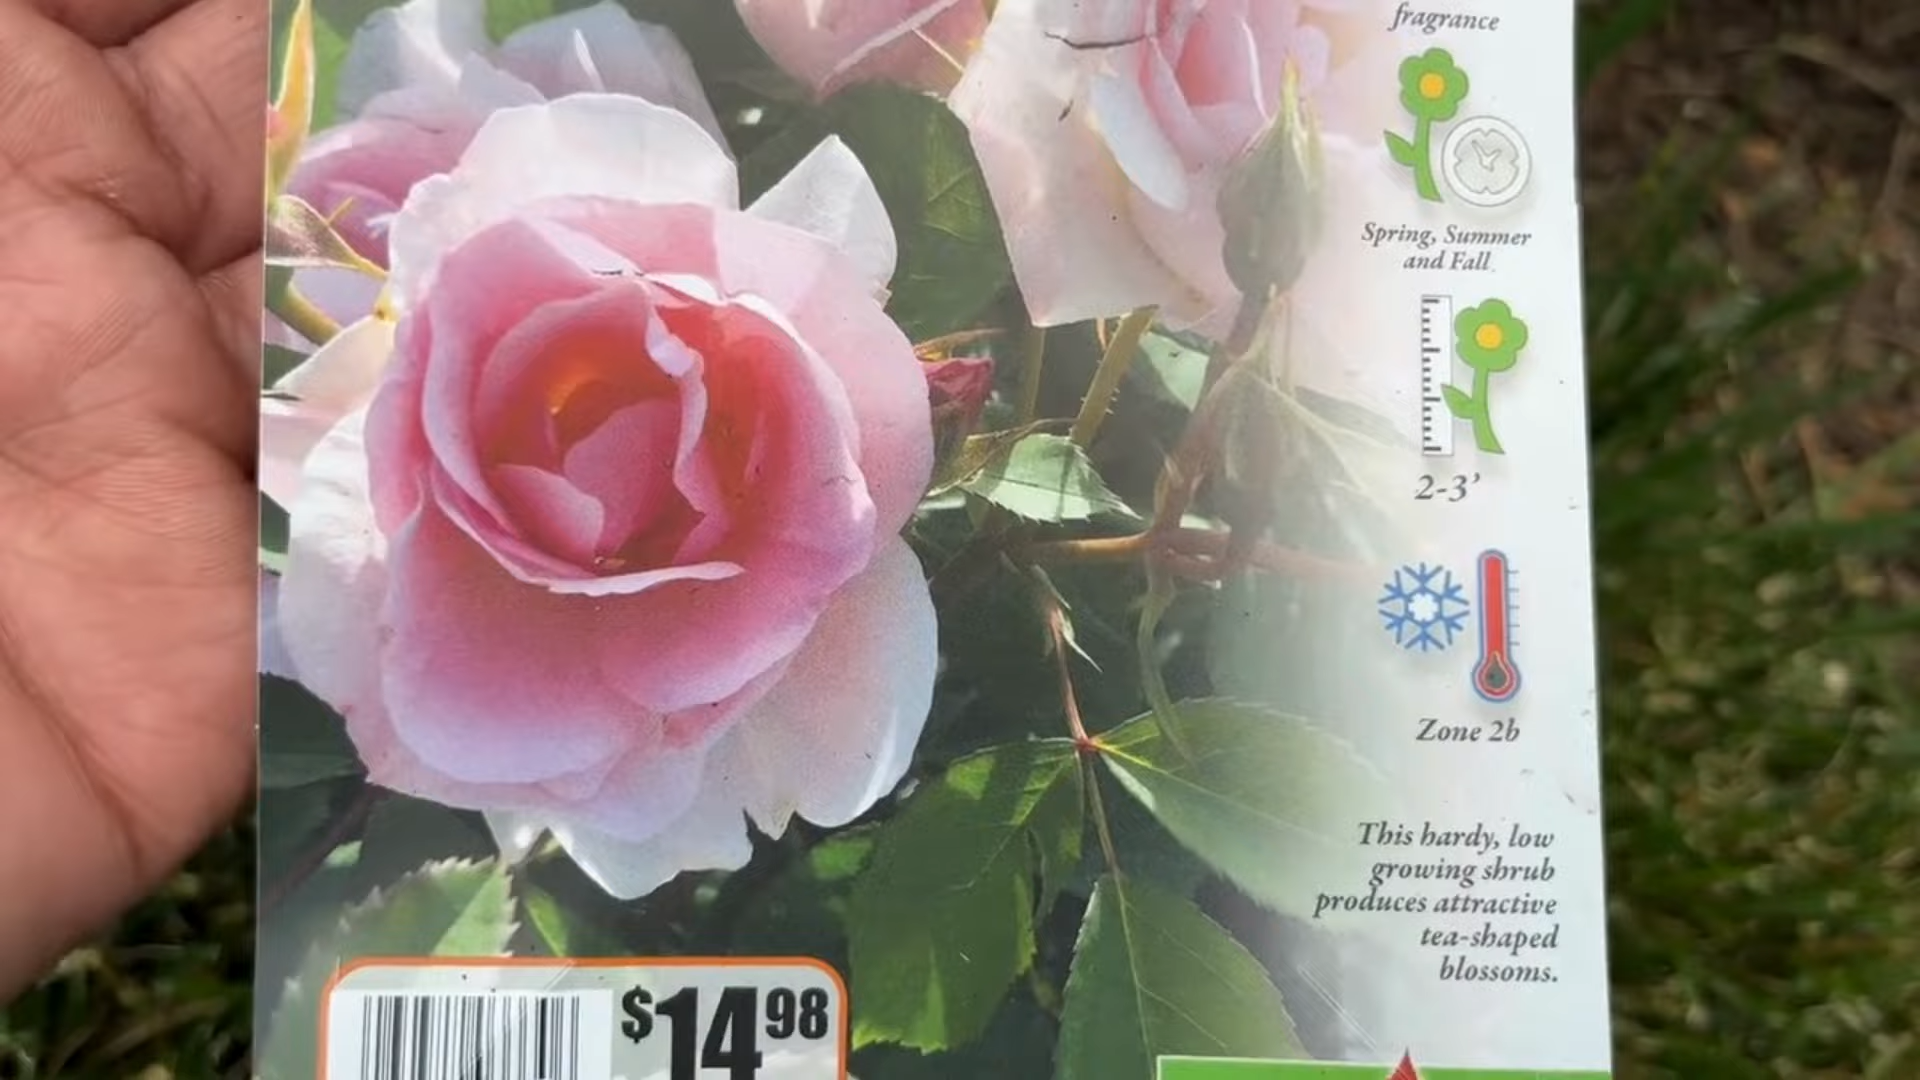 fragrance
Spring, Summer
and Fall
2-3’
Zone 2b
This hardy, low
growing shrub
produces attractive
tea-shaped
blossoms.
$14 98